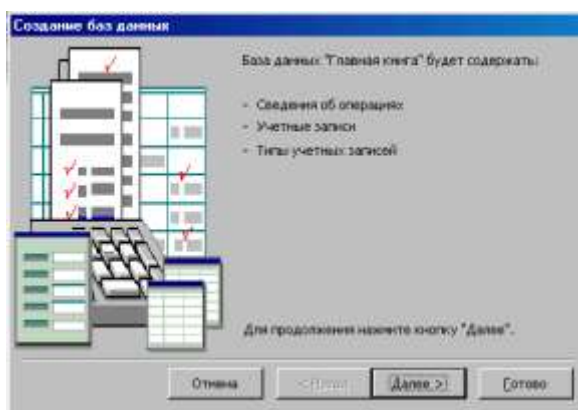 Создание баз данных
База данных "Главная книга" будет содержать:
- Сведения об операциях
- Учетные записи
- Типы учетных записей
Для продолжения нажмите кнопку "Далее".
Отмена
< Назад
Далее >
Готово